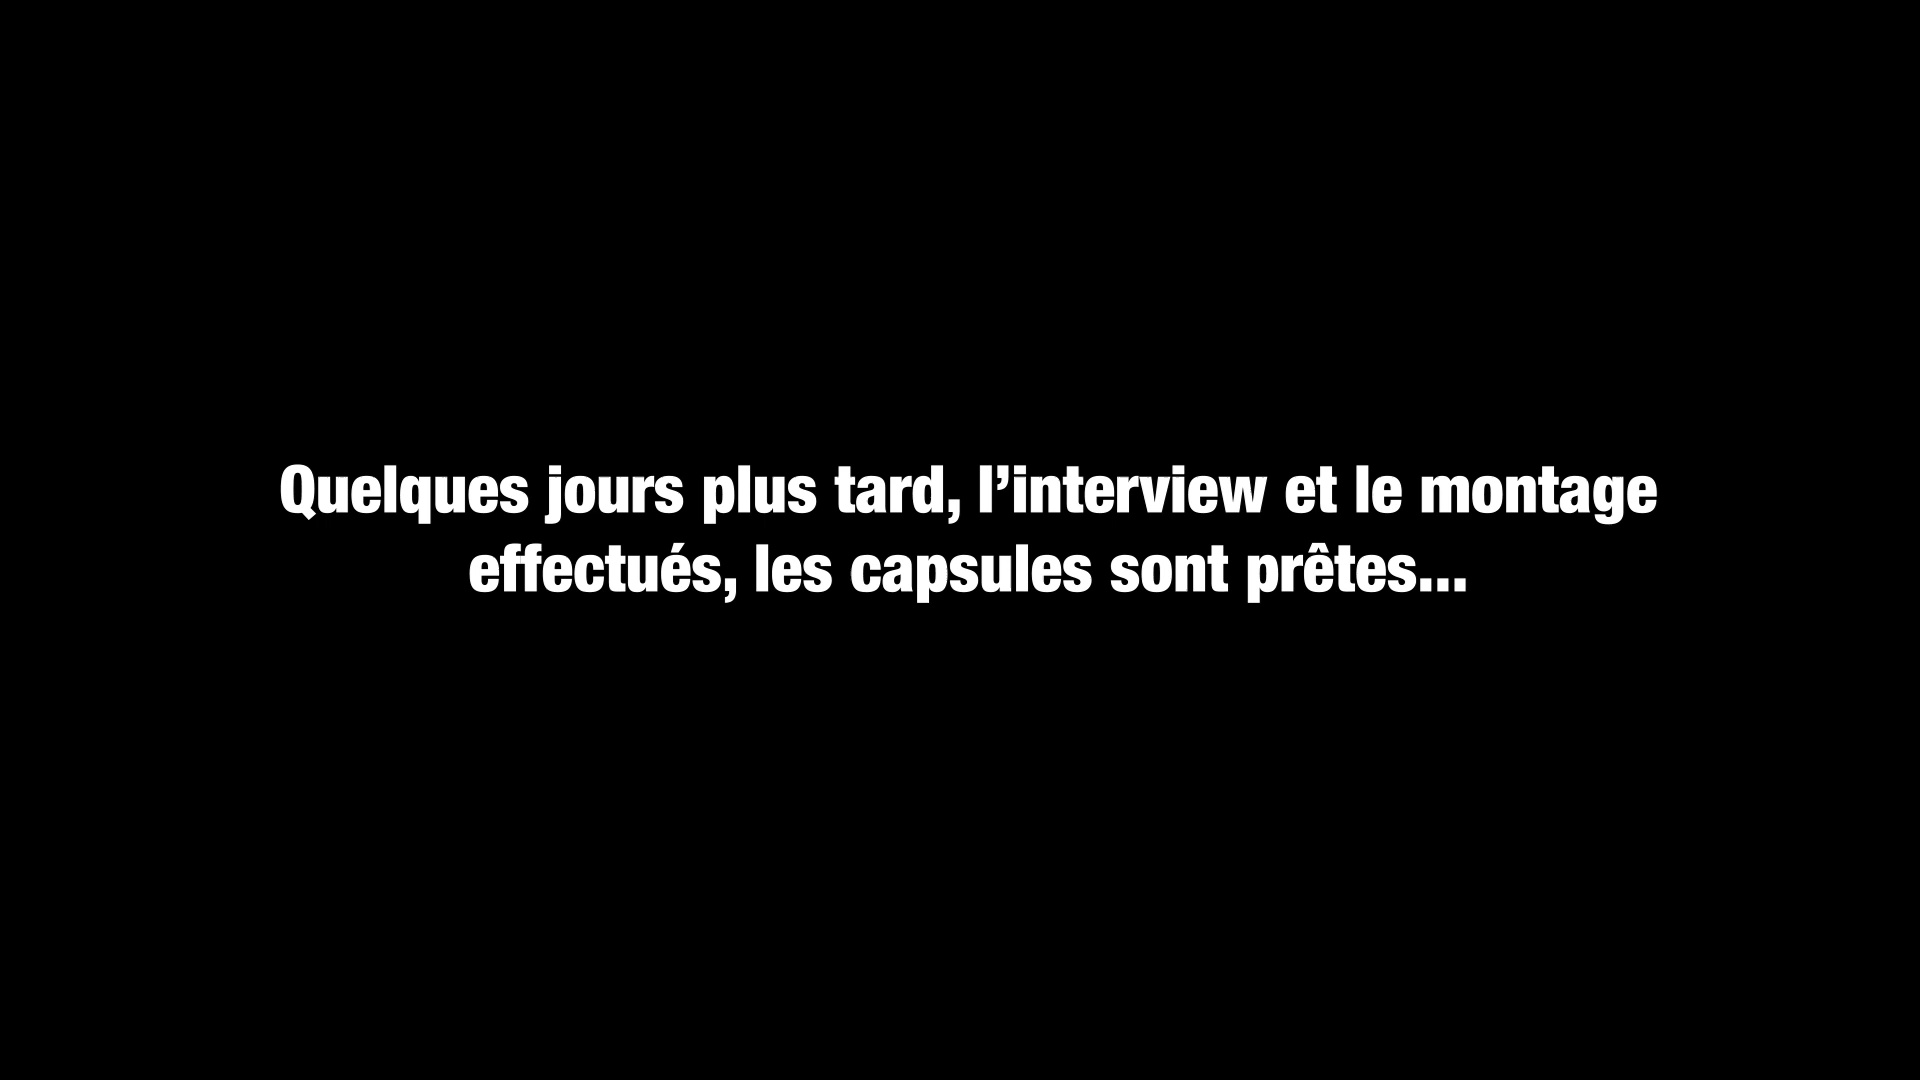 Quelques jours plus tard, l’interview et le montage
effectués, les capsules sont prêtes...